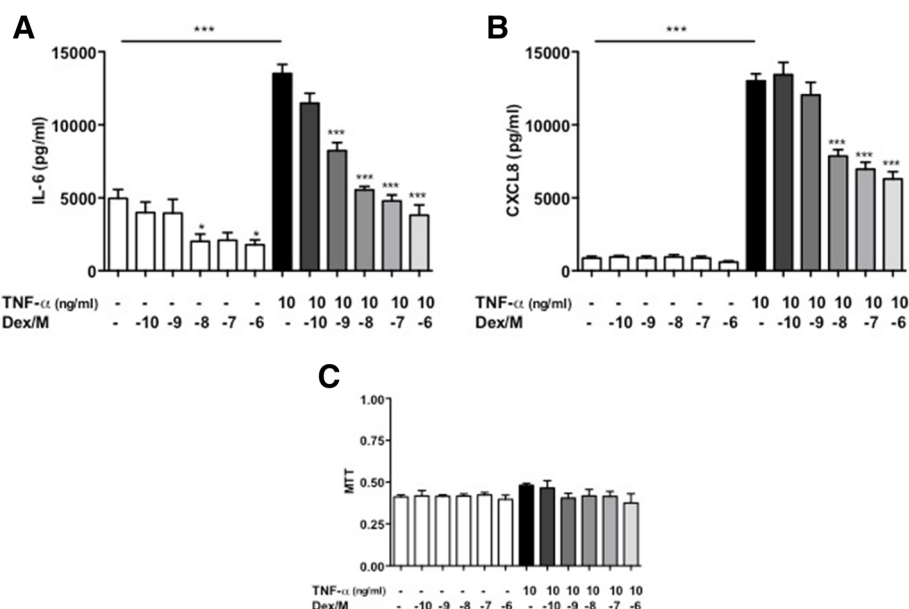 A
***
15000
10000
5000
0
IL-6 (pg/ml)
***
***
***
***
*
*
TNF-α (ng/ml) - - - - - - 10 10 10 10 10 10
Dex/M - -10 -9 -8 -7 -6 - -10 -9 -8 -7 -6
B
***
15000
10000
5000
0
CXCL8 (pg/ml)
***
***
***
TNF-α (ng/ml) - - - - - - 10 10 10 10 10 10
Dex/M - -10 -9 -8 -7 -6 - -10 -9 -8 -7 -6
C
1.00
0.75
0.50
0.25
0.00
MTT
TNF-α (ng/ml) - - - - - - 10 10 10 10 10 10
Dex/M - -10 -9 -8 -7 -6 - -10 -9 -8 -7 -6